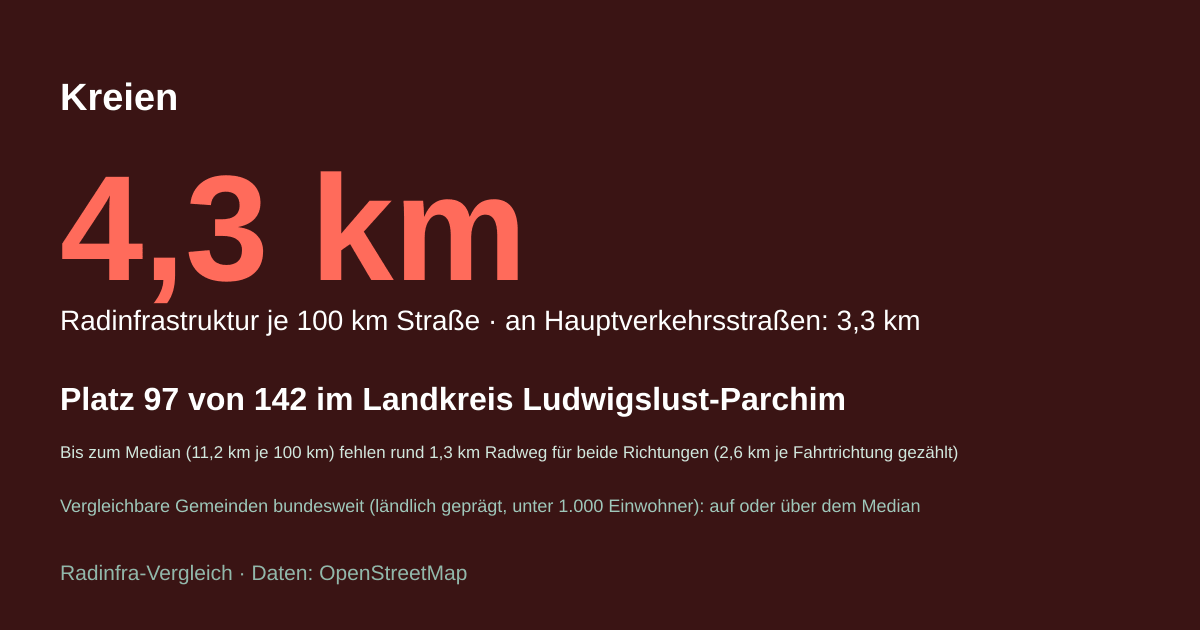 Kreien
4,3 km
Radinfrastruktur je 100 km Straße · an Hauptverkehrsstraßen: 3,3 km
Platz 97 von 142 im Landkreis Ludwigslust-Parchim
Bis zum Median (11,2 km je 100 km) fehlen rund 1,3 km Radweg für beide Richtungen (2,6 km je Fahrtrichtung gezählt)
Vergleichbare Gemeinden bundesweit (ländlich geprägt, unter 1.000 Einwohner): auf oder über dem Median
Radinfra-Vergleich · Daten: OpenStreetMap